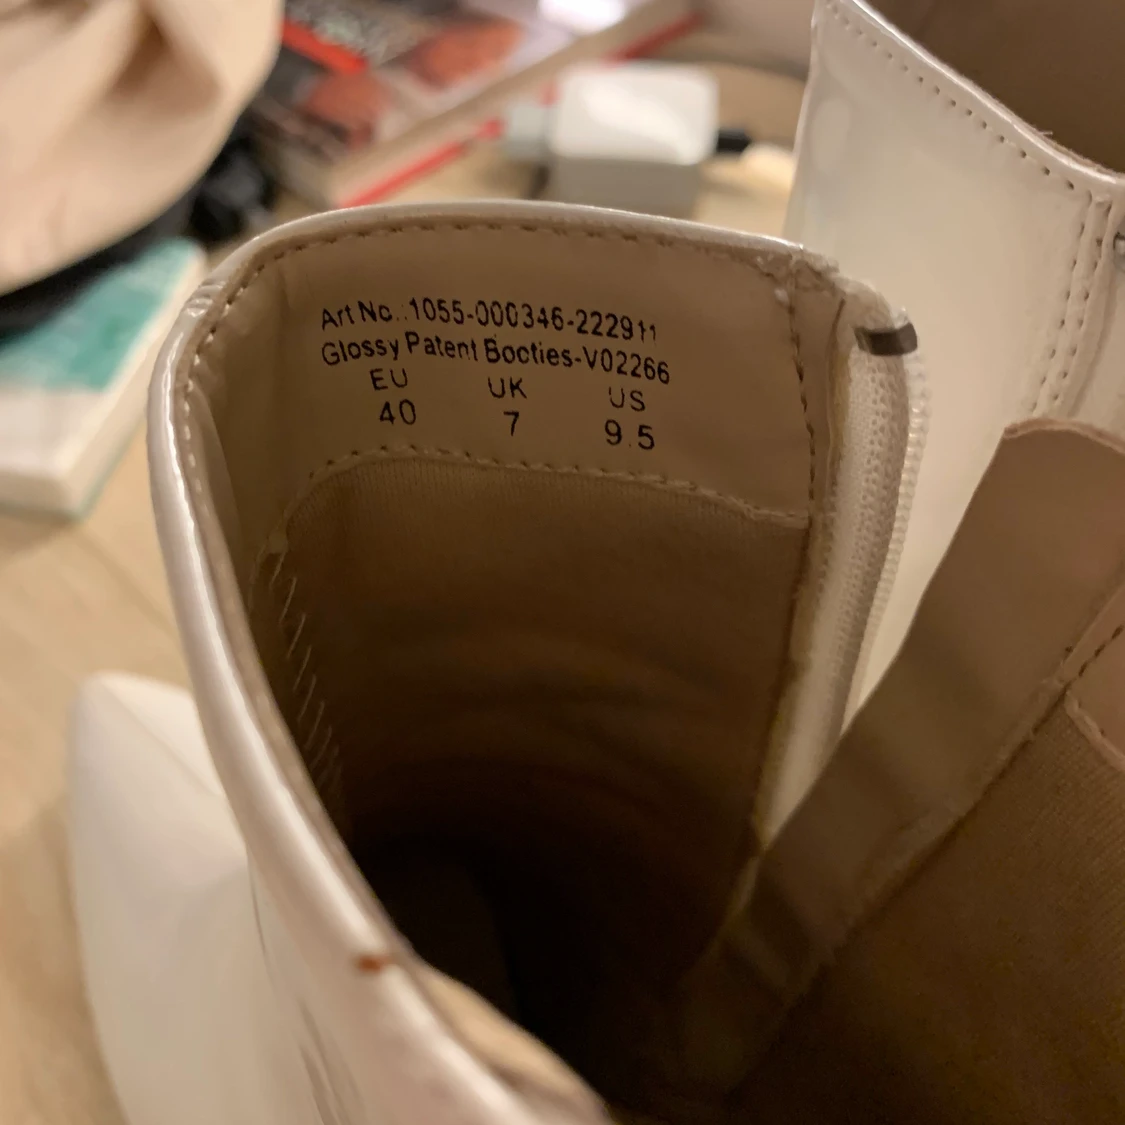 Art No.:1055-000346-222911
Glossy Patent Booties-V02266
EU UK US
40 7 9.5